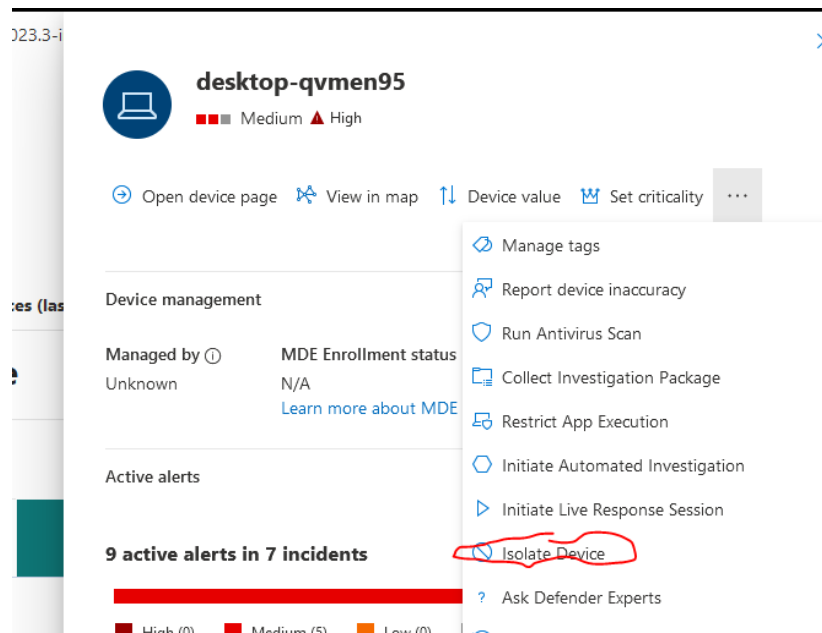 023.3-i
desktop-qvmen95
Medium High
Open device page View in map Device value Set criticality ...
Manage tags
Report device inaccuracy
Run Antivirus Scan
Collect Investigation Package
Restrict App Execution
Initiate Automated Investigation
Initiate Live Response Session
Isolate Device
Ask Defender Experts
ces (las
Device management
Managed by MDE Enrollment status
Unknown N/A
Learn more about MDE
Active alerts
9 active alerts in 7 incidents
High (0) Medium (5) Low (0)